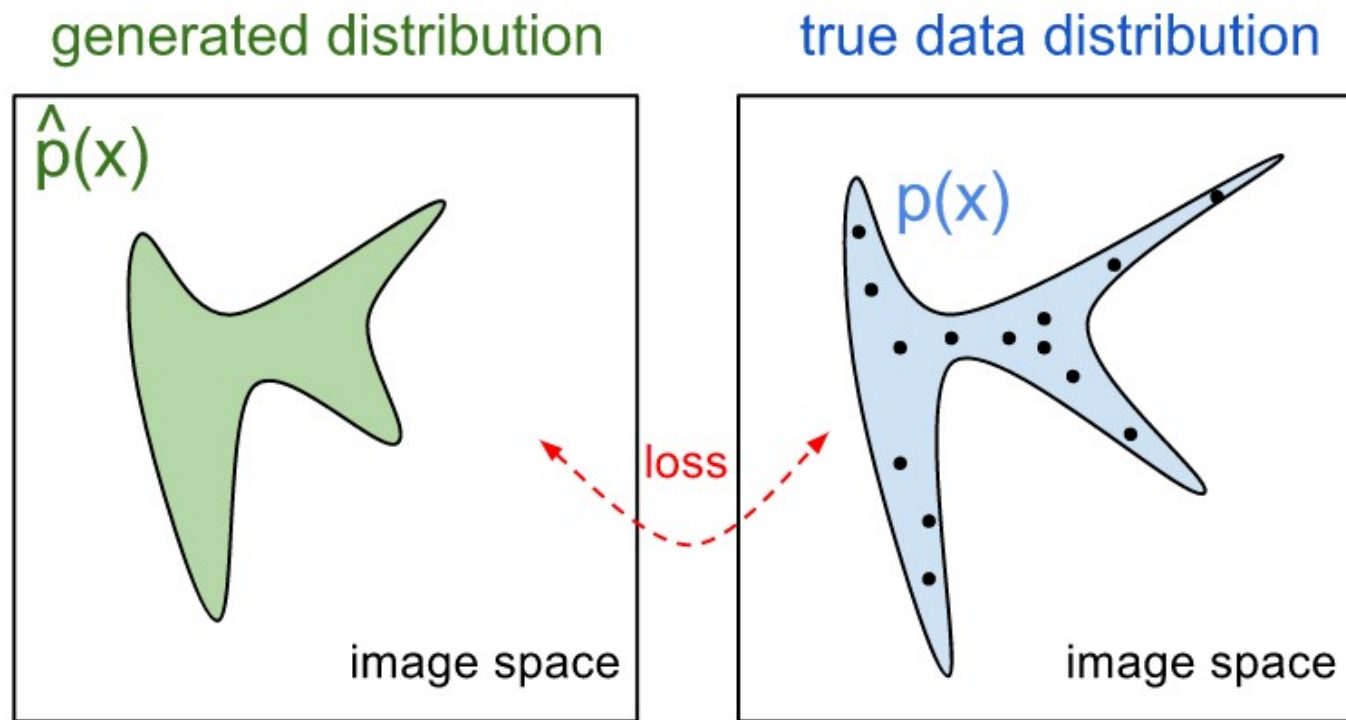 generated distribution
true data distribution
p̂(x)
p(x)
loss
image space
image space